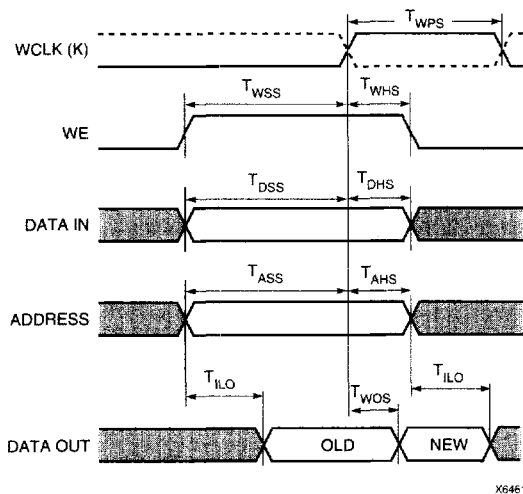 T_WPS
WCLK (K)
T_WSS
T_WHS
WE
T_DSS
T_DHS
DATA IN
T_ASS
T_AHS
ADDRESS
T_ILO
T_ILO
T_WOS
DATA OUT
OLD
NEW
X6461